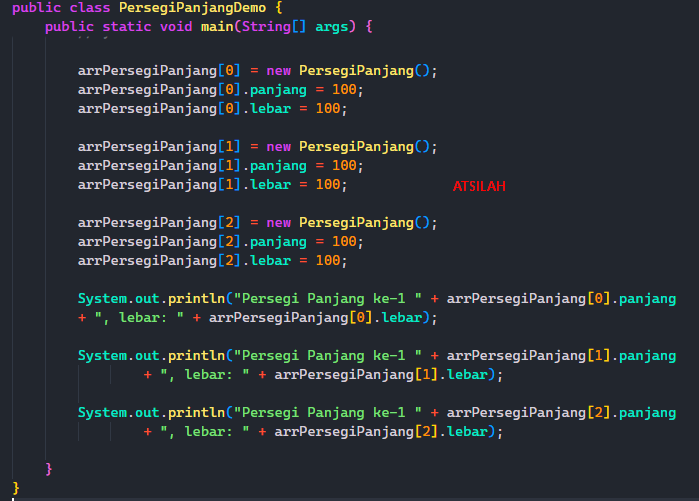 public class PersegiPanjangDemo {
public static void main(String[] args) {
arrPersegiPanjang[0] = new PersegiPanjang();
arrPersegiPanjang[0].panjang = 100;
arrPersegiPanjang[0].lebar = 100;
arrPersegiPanjang[1] = new PersegiPanjang();
arrPersegiPanjang[1].panjang = 100;
arrPersegiPanjang[1].lebar = 100;
ATSILAH
arrPersegiPanjang[2] = new PersegiPanjang();
arrPersegiPanjang[2].panjang = 100;
arrPersegiPanjang[2].lebar = 100;
System.out.println("Persegi Panjang ke-1 " + arrPersegiPanjang[0].panjang
+ ", lebar: " + arrPersegiPanjang[0].lebar);
System.out.println("Persegi Panjang ke-1 " + arrPersegiPanjang[1].panjang
+ ", lebar: " + arrPersegiPanjang[1].lebar);
System.out.println("Persegi Panjang ke-1 " + arrPersegiPanjang[2].panjang
+ ", lebar: " + arrPersegiPanjang[2].lebar);
}
}